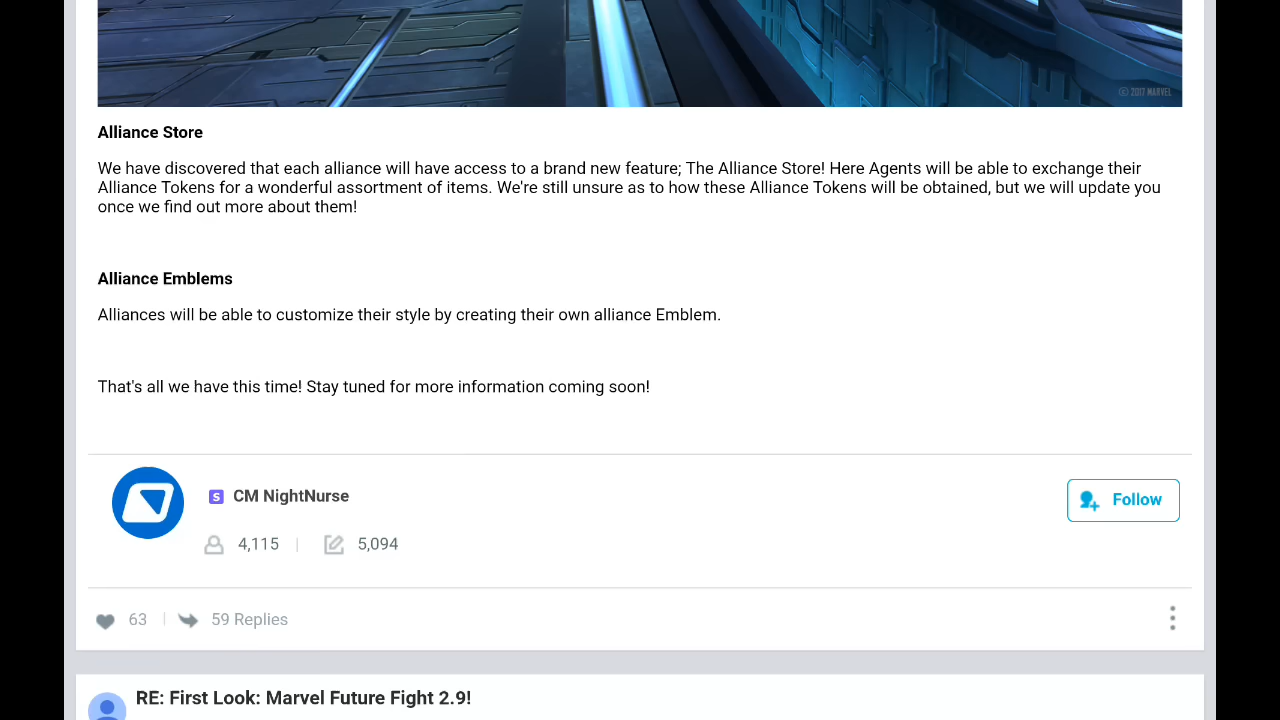 © 2017 MARVEL
Alliance Store
We have discovered that each alliance will have access to a brand new feature; The Alliance Store! Here Agents will be able to exchange their
Alliance Tokens for a wonderful assortment of items. We're still unsure as to how these Alliance Tokens will be obtained, but we will update you
once we find out more about them!
Alliance Emblems
Alliances will be able to customize their style by creating their own alliance Emblem.
That's all we have this time! Stay tuned for more information coming soon!
S CM NightNurse
Follow
4,115 | 5,094
63 | 59 Replies
RE: First Look: Marvel Future Fight 2.9!